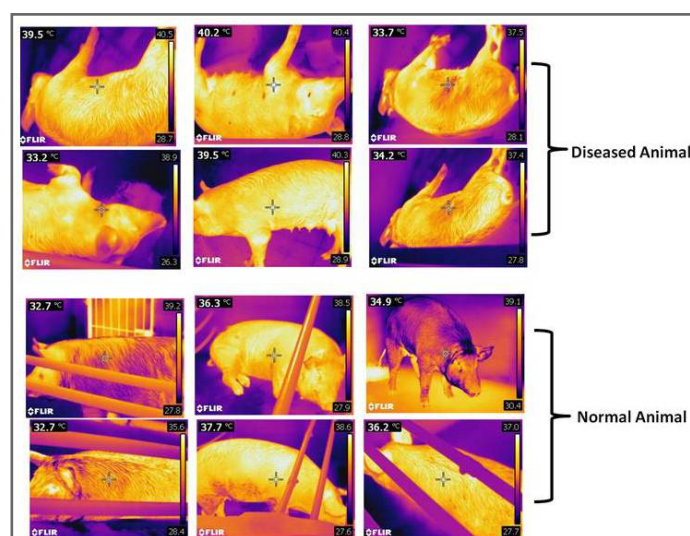 39.5 °C 40.5
28.7
FLIR
40.2 °C 40.4
28.8
FLIR
33.7 °C 37.5
28.1
FLIR
33.2 °C 38.9
26.3
FLIR
39.5 °C 40.3
28.9
FLIR
34.2 °C 37.4
27.8
FLIR
Diseased Animal
32.7 °C 39.2
27.8
FLIR
36.3 °C 38.5
27.9
FLIR
34.9 °C 39.1
30.4
FLIR
32.7 °C 35.6
28.4
FLIR
37.7 °C 38.6
27.6
FLIR
36.2 °C 37.0
27.7
FLIR
Normal Animal